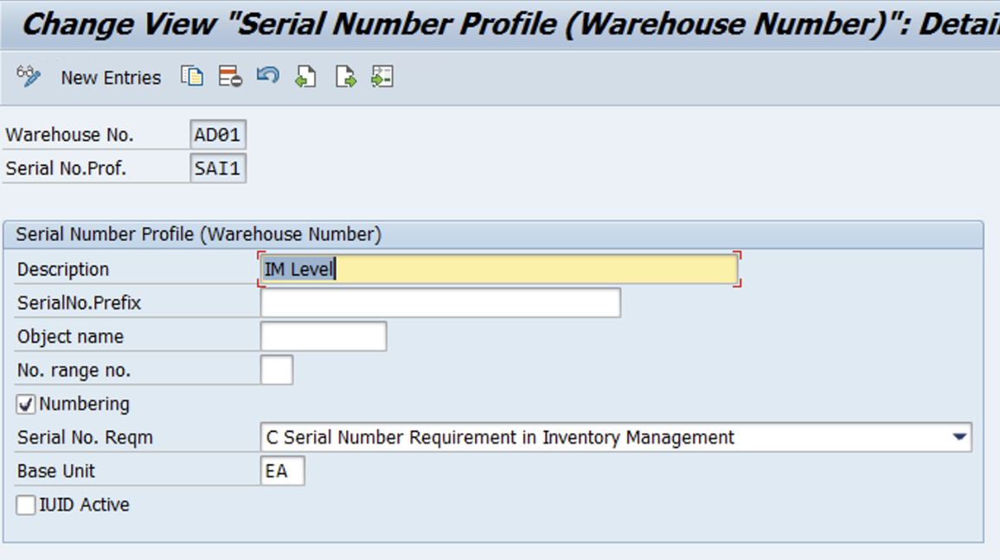 Change View "Serial Number Profile (Warehouse Number)": Detai
New Entries
Warehouse No. AD01
Serial No.Prof. SAI1
Serial Number Profile (Warehouse Number)
Description IM Level
SerialNo.Prefix
Object name
No. range no.
Numbering
Serial No. Reqm C Serial Number Requirement in Inventory Management
Base Unit EA
IUID Active